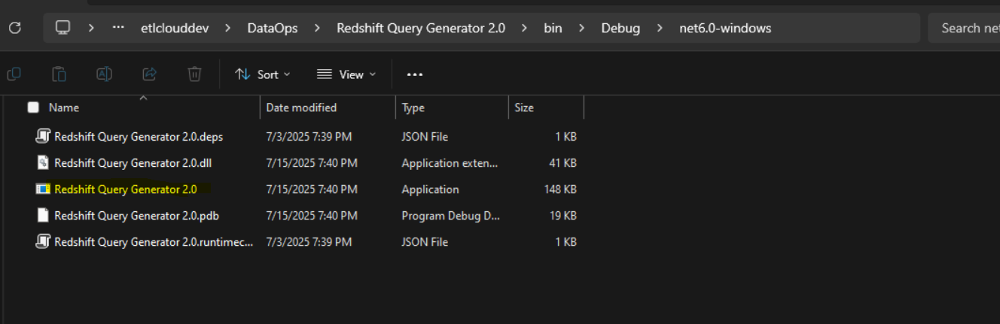 etlclouddev > DataOps > Redshift Query Generator 2.0 > bin > Debug > net6.0-windows Search net
Sort View ...
Name Date modified Type Size
Redshift Query Generator 2.0.deps 7/3/2025 7:39 PM JSON File 1 KB
Redshift Query Generator 2.0.dll 7/15/2025 7:40 PM Application exten... 41 KB
Redshift Query Generator 2.0 7/15/2025 7:40 PM Application 148 KB
Redshift Query Generator 2.0.pdb 7/15/2025 7:40 PM Program Debug D... 19 KB
Redshift Query Generator 2.0.runtimec... 7/3/2025 7:39 PM JSON File 1 KB